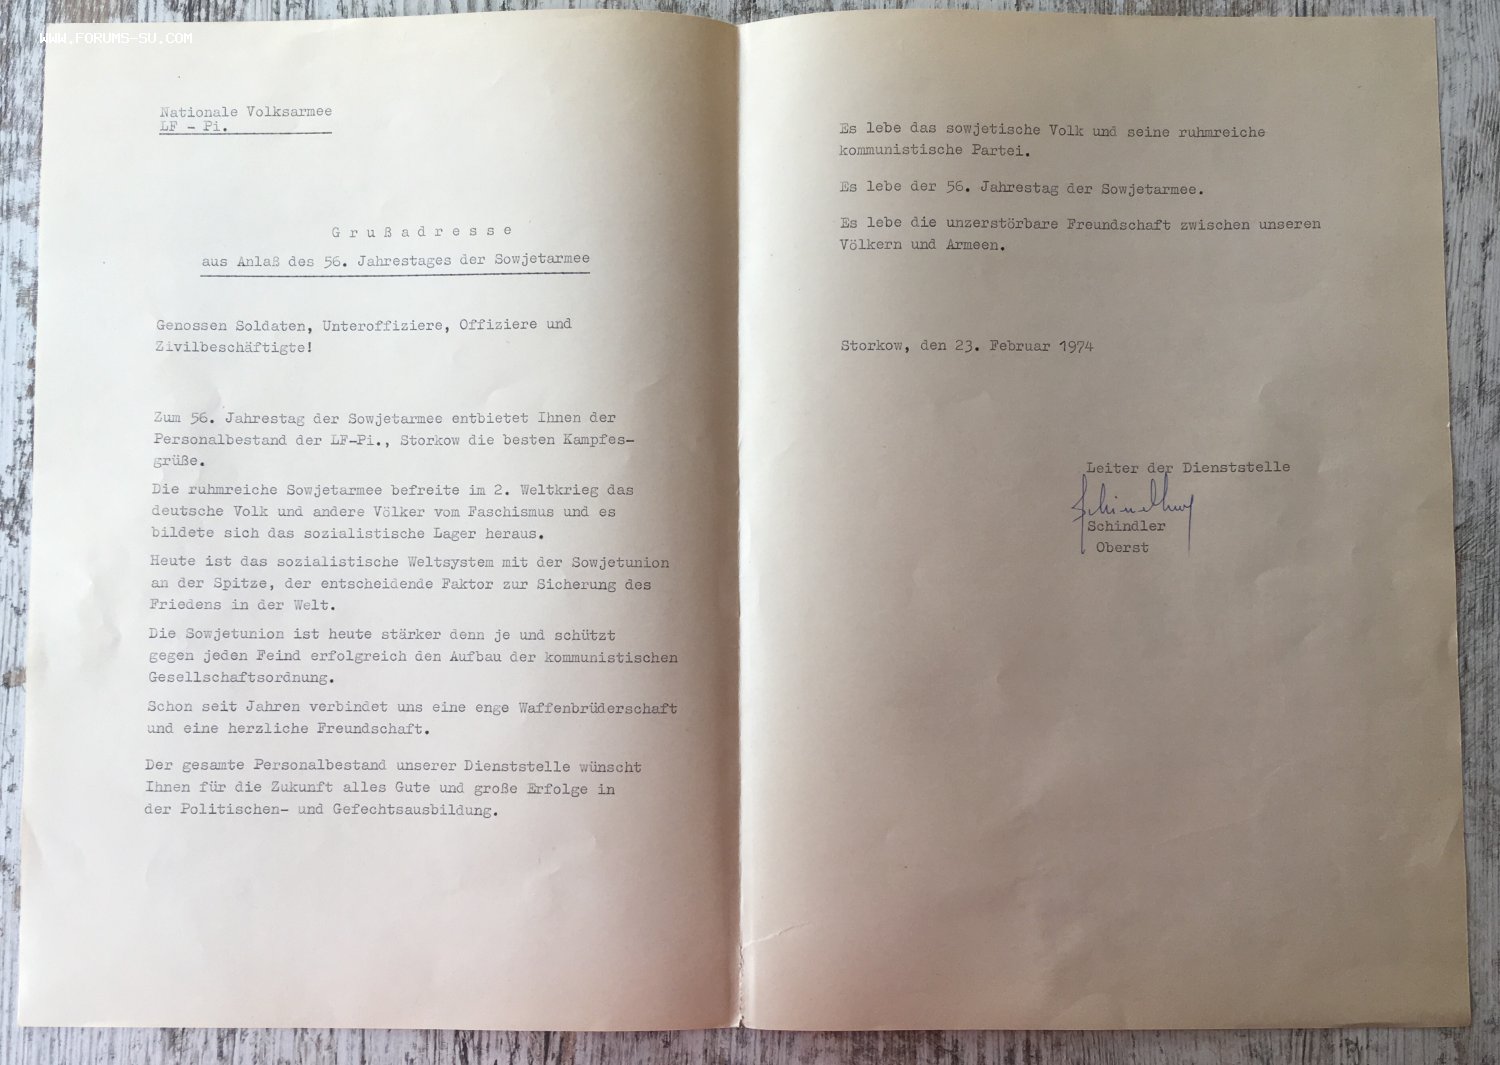 WWW.FORUMS-SU.COM
Nationale Volksarmee
LF - Pi.
Grußadresse
aus Anlaß des 56. Jahrestages der Sowjetarmee
Genossen Soldaten, Unteroffiziere, Offiziere und
Zivilbeschäftigte!
Zum 56. Jahrestag der Sowjetarmee entbietet Ihnen der
Personalbestand der LF-Pi., Storkow die besten Kampfes-
grüße.
Die ruhmreiche Sowjetarmee befreite im 2. Weltkrieg das
deutsche Volk und andere Völker vom Faschismus und es
bildete sich das sozialistische Lager heraus.
Heute ist das sozialistische Weltsystem mit der Sowjetunion
an der Spitze, der entscheidende Faktor zur Sicherung des
Friedens in der Welt.
Die Sowjetunion ist heute stärker denn je und schützt
gegen jeden Feind erfolgreich den Aufbau der kommunistischen
Gesellschaftsordnung.
Schon seit Jahren verbindet uns eine enge Waffenbrüderschaft
und eine herzliche Freundschaft.
Der gesamte Personalbestand unserer Dienststelle wünscht
Ihnen für die Zukunft alles Gute und große Erfolge in
der Politischen- und Gefechtsausbildung.
Es lebe das sowjetische Volk und seine ruhmreiche
kommunistische Partei.
Es lebe der 56. Jahrestag der Sowjetarmee.
Es lebe die unzerstörbare Freundschaft zwischen unseren
Völkern und Armeen.
Storkow, den 23. Februar 1974
Leiter der Dienststelle
Schindler
Oberst